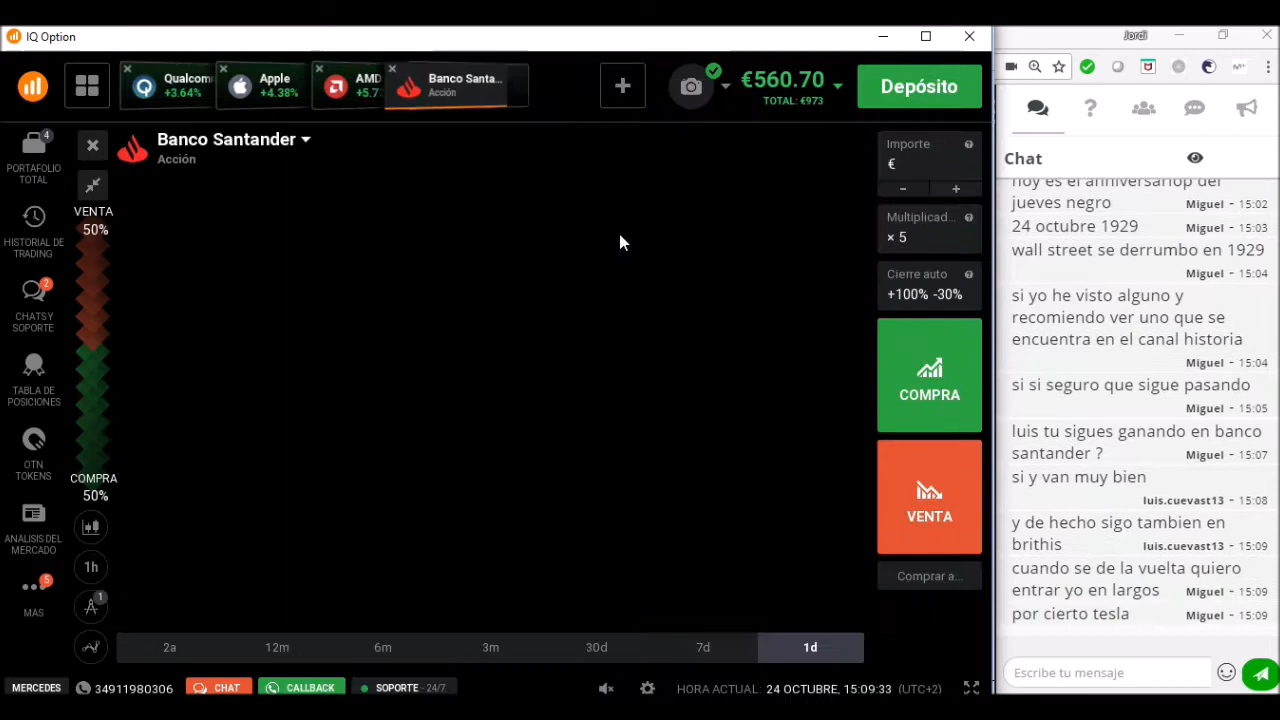 IQ Option
Jordi
Qualcom
+3.64%
Apple
+4.38%
AMD
+5.7
Banco Santa...
Acción
€560.70
TOTAL: €973
Depósito
4
PORTAFOLIO
TOTAL
HISTORIAL DE
TRADING
2
CHATS Y
SOPORTE
TABLA DE
POSICIONES
OTN
TOKENS
ANALISIS DEL
MERCADO
5
MÁS
Banco Santander
Acción
VENTA
50%
COMPRA
50%
1h
1
Importe
€
Multiplicad...
× 5
Cierre auto
+100% -30%
COMPRA
VENTA
Comprar a...
2a 12m 6m 3m 30d 7d 1d
MERCEDES 34911980306 CHAT CALLBACK SOPORTE - 24/7 HORA ACTUAL: 24 OCTUBRE, 15:09:33 (UTC+2)
Chat
hoy es el anniversariop del
jueves negro Miguel - 15:02
24 octubre 1929 Miguel - 15:03
wall street se derrumbo en 1929
Miguel - 15:04
si yo he visto alguno y
recomiendo ver uno que se
encuentra en el canal historia
Miguel - 15:04
si si seguro que sigue pasando
Miguel - 15:05
luis tu sigues ganando en banco
santander ? Miguel - 15:07
si y van muy bien
luis.cuevast13 - 15:08
y de hecho sigo tambien en
brithis luis.cuevast13 - 15:09
cuando se de la vuelta quiero
entrar yo en largos Miguel - 15:09
por cierto tesla Miguel - 15:09
Escribe tu mensaje